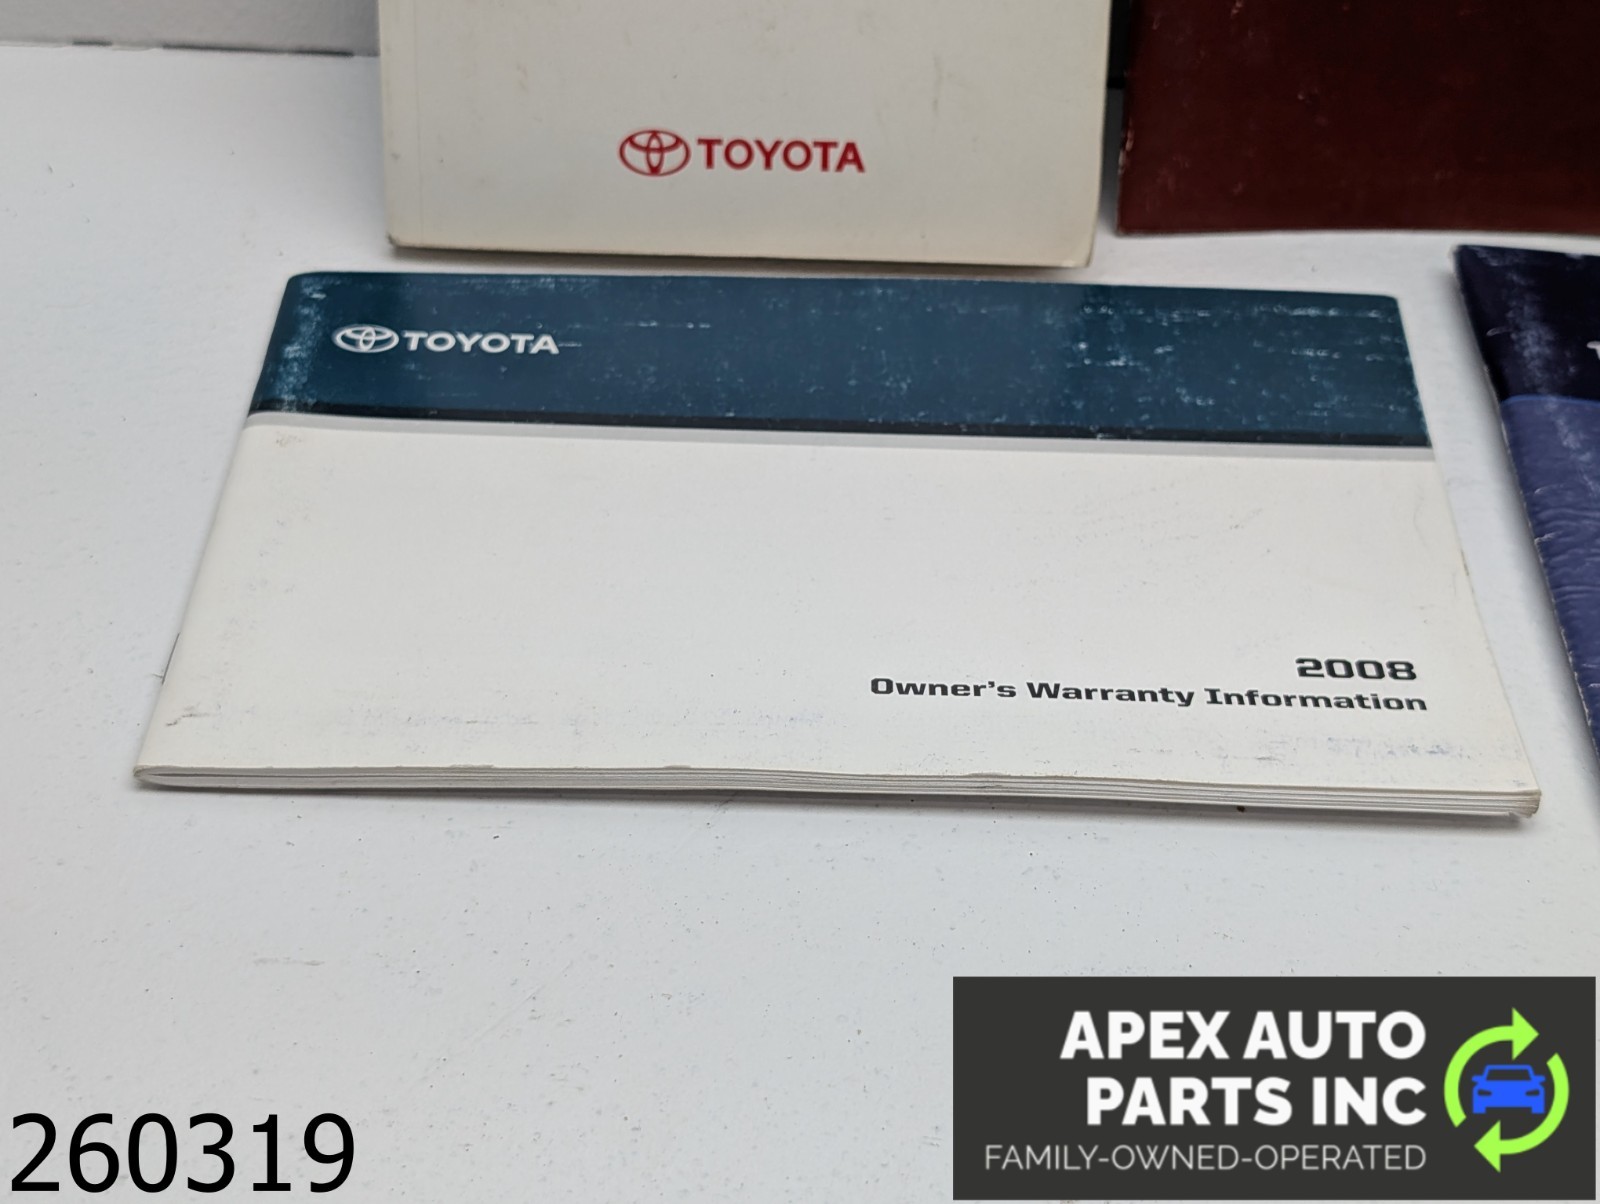 TOYOTA
TOYOTA
2008
Owner's Warranty Information
APEX AUTO
PARTS INC
FAMILY-OWNED-OPERATED
260319